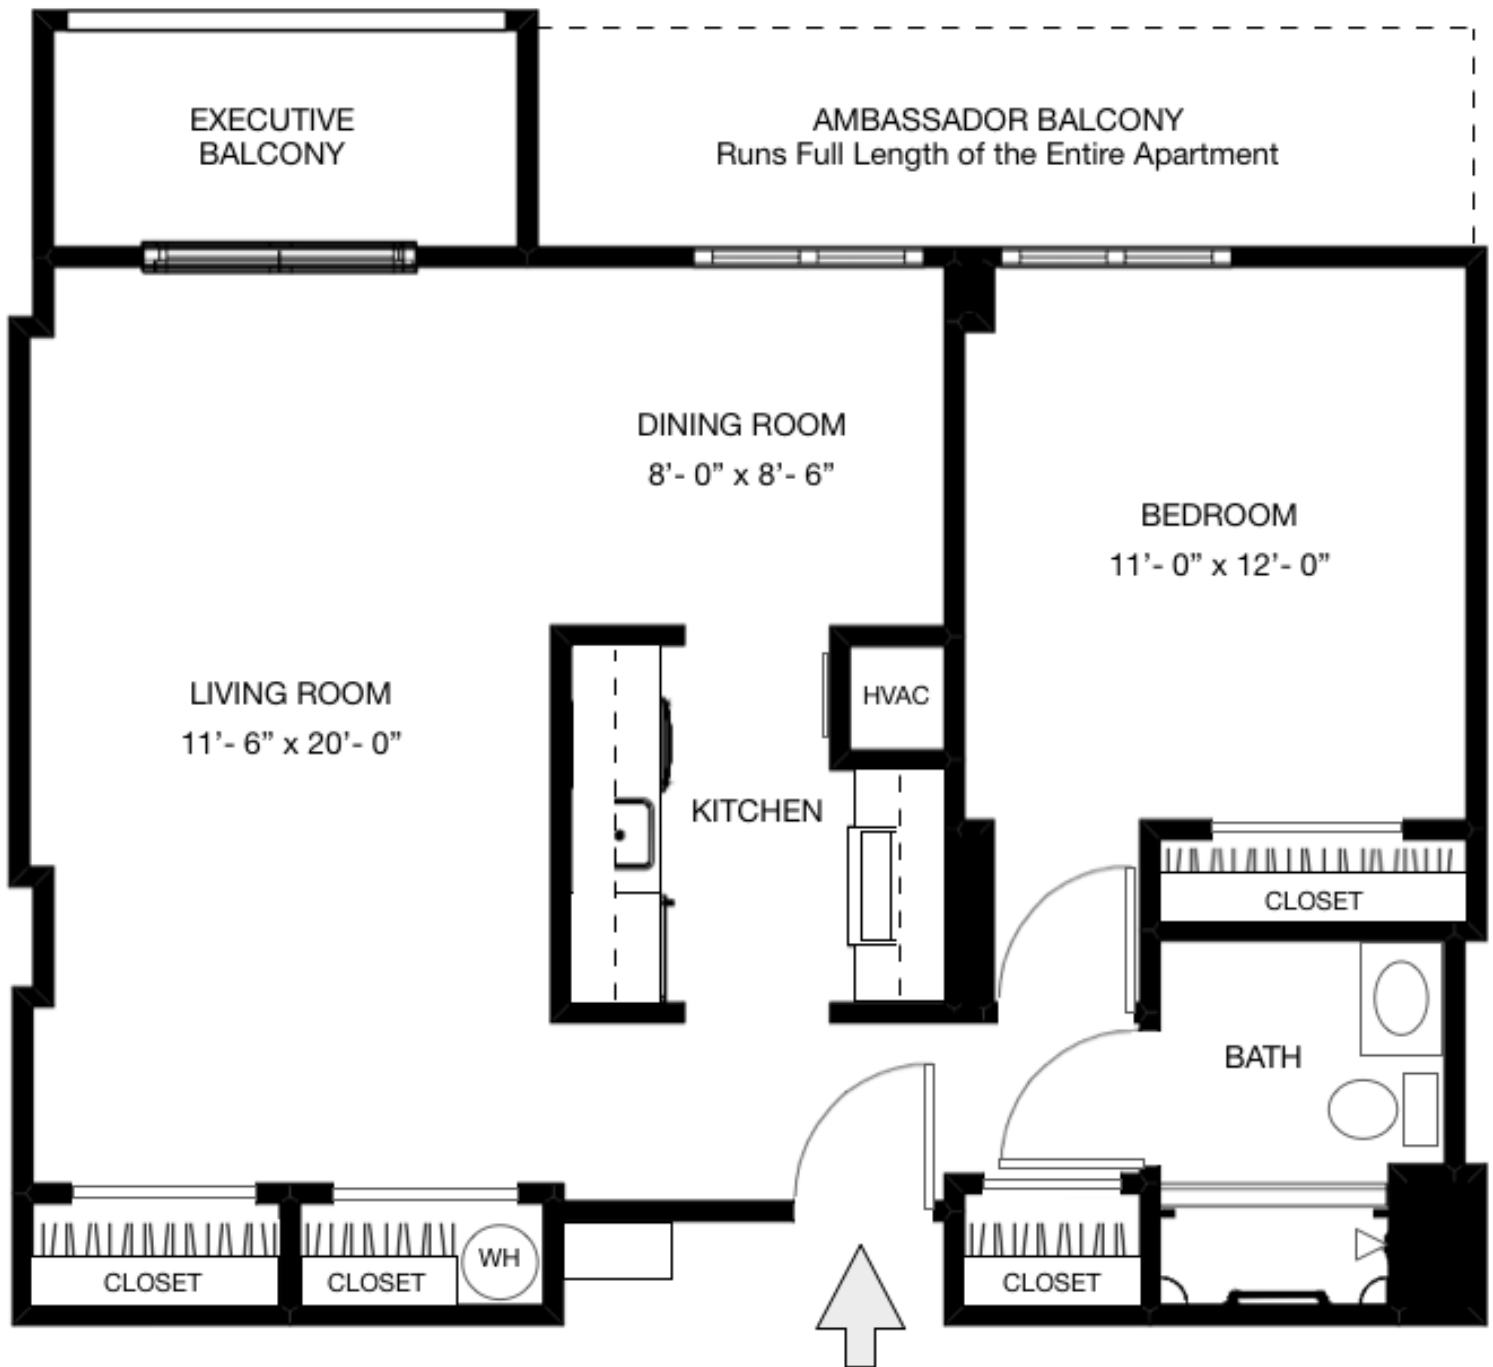 EXECUTIVE
BALCONY
AMBASSADOR BALCONY
Runs Full Length of the Entire Apartment
DINING ROOM
8’- 0” x 8’- 6”
BEDROOM
11’- 0” x 12’- 0”
LIVING ROOM
11’- 6” x 20’- 0”
HVAC
KITCHEN
CLOSET
BATH
CLOSET
CLOSET
WH
CLOSET